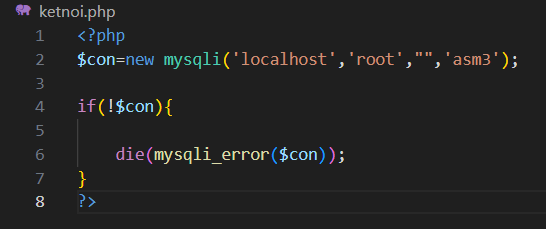 ketnoi.php
1 <?php
2 $con=new mysqli('localhost','root',"",'asm3');
3
4 if(!$con){
5
6 die(mysqli_error($con));
7 }
8 ?>